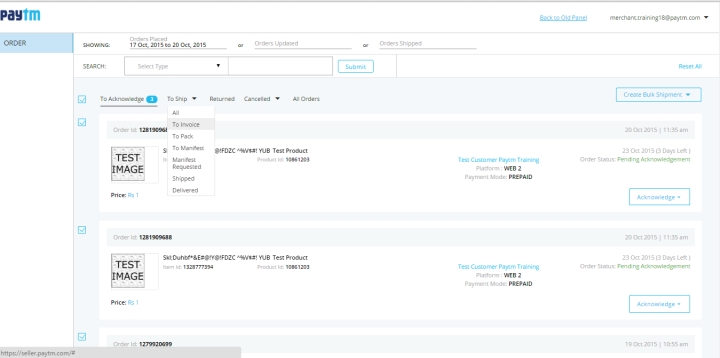 paytm
Back to Old Panel
merchant.training18@paytm.com
ORDER
SHOWING:
Orders Placed
17 Oct, 2015 to 20 Oct, 2015
or
Orders Updated
or
Orders Shipped
SEARCH:
Select Type
Submit
Reset All
To Acknowledge 3
To Ship
Returned
Cancelled
All Orders
Create Bulk Shipment
All
To Invoice
To Pack
To Manifest
Manifest
Requested
Shipped
Delivered
Order Id:
20 Oct 2015 | 11:35 am
TEST
IMAGE
YUB Test Product
Product Id: 10861203
Price: Rs 1
Test Customer Paytm Training
Platform : WEB 2
Payment Mode: PREPAID
23 Oct 2015 (3 Days Left )
Order Status: Pending Acknowledgement
Acknowledge
Order Id: 1281909688
20 Oct 2015 | 11:35 am
TEST
IMAGE
YUB Test Product
Item Id: 1328777394
Product Id: 10861203
Price: Rs 1
Test Customer Paytm Training
Platform : WEB 2
Payment Mode: PREPAID
23 Oct 2015 (3 Days Left )
Order Status: Pending Acknowledgement
Acknowledge
Order Id: 1279920699
19 Oct 2015 | 10:55 am
https://seller.paytm.com/#